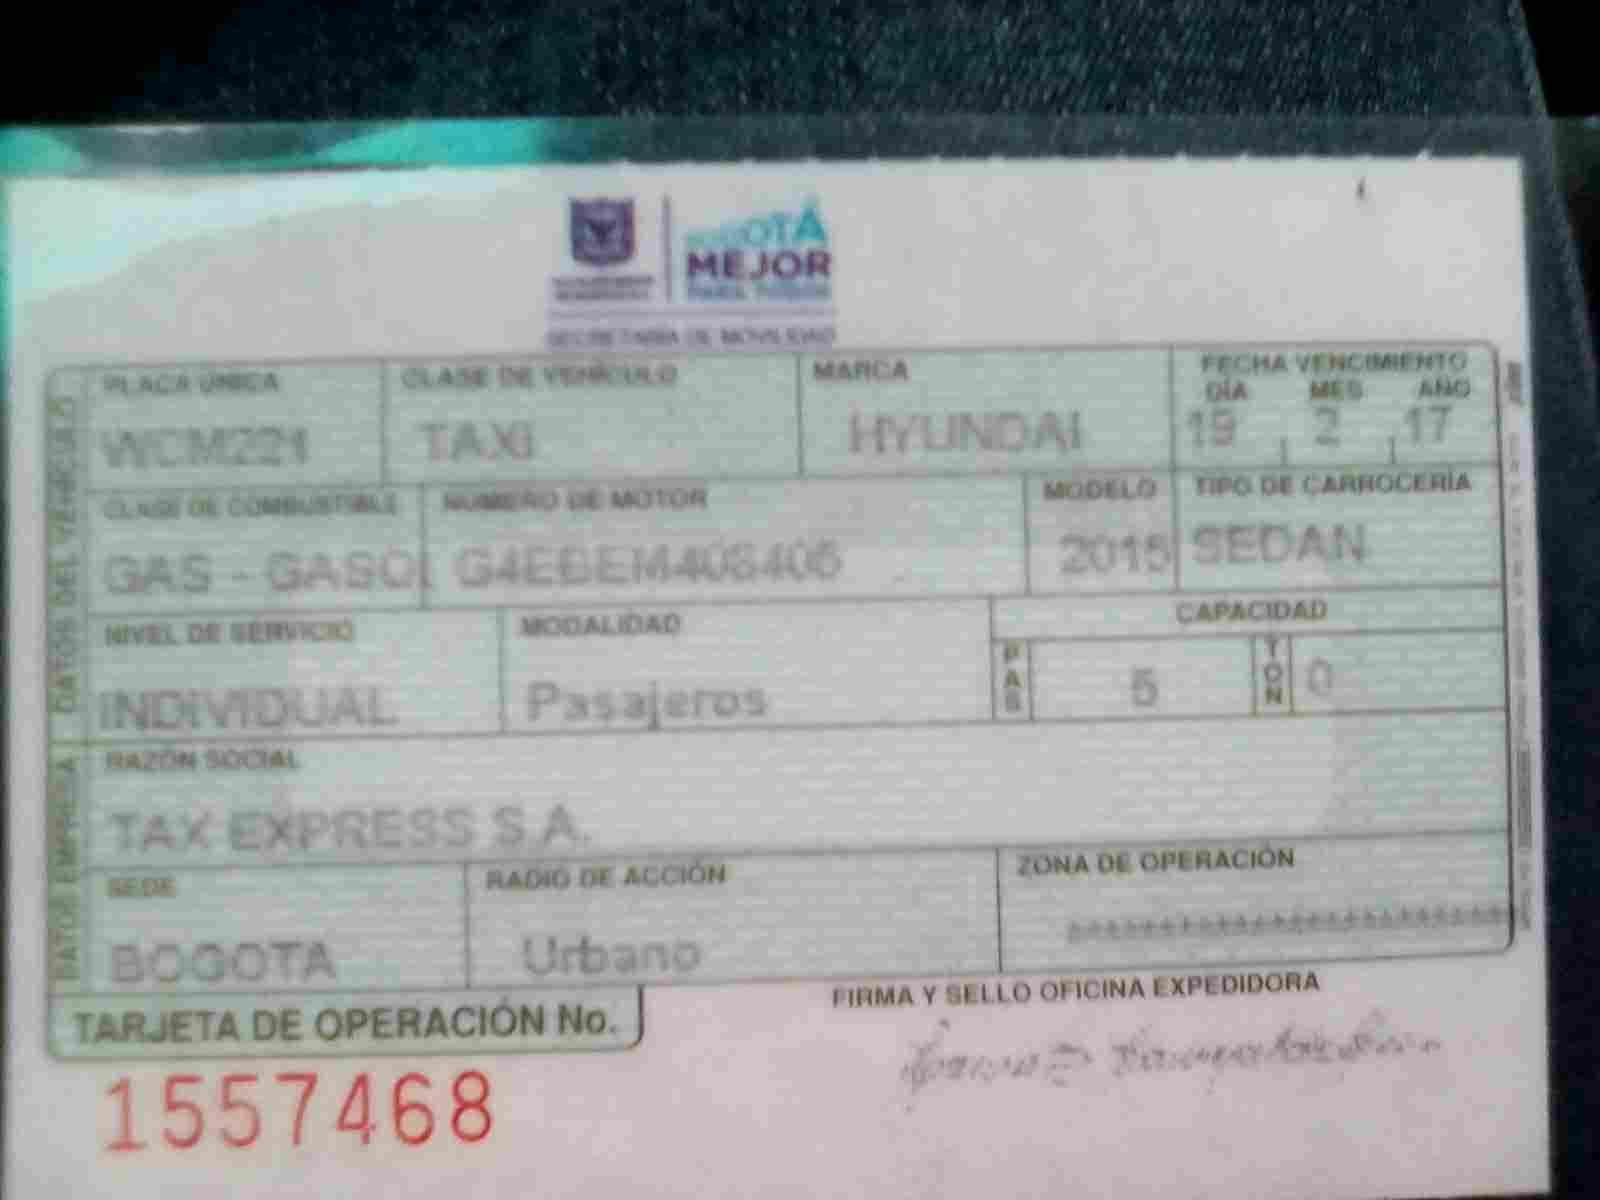 BOGOTÁ
MEJOR
PARA TODOS
SECRETARÍA DE MOVILIDAD
PLACA ÚNICA CLASE DE VEHÍCULO MARCA FECHA VENCIMIENTO
DÍA MES AÑO
WCM221 TAXI HYUNDAI 19 2 17
CLASE DE COMBUSTIBLE NUMERO DE MOTOR MODELO TIPO DE CARROCERÍA
GAS - GASOL 2015 SEDAN
NIVEL DE SERVICIO MODALIDAD CAPACIDAD
INDIVIDUAL Pasajeros PAS 5 TON 0
RAZÓN SOCIAL
TAX EXPRESS S.A.
SEDE RADIO DE ACCIÓN ZONA DE OPERACIÓN
BOGOTA Urbano
DATOS DEL VEHÍCULO
DATOS EMPRESA
FIRMA Y SELLO OFICINA EXPEDIDORA
TARJETA DE OPERACIÓN No.
1557468